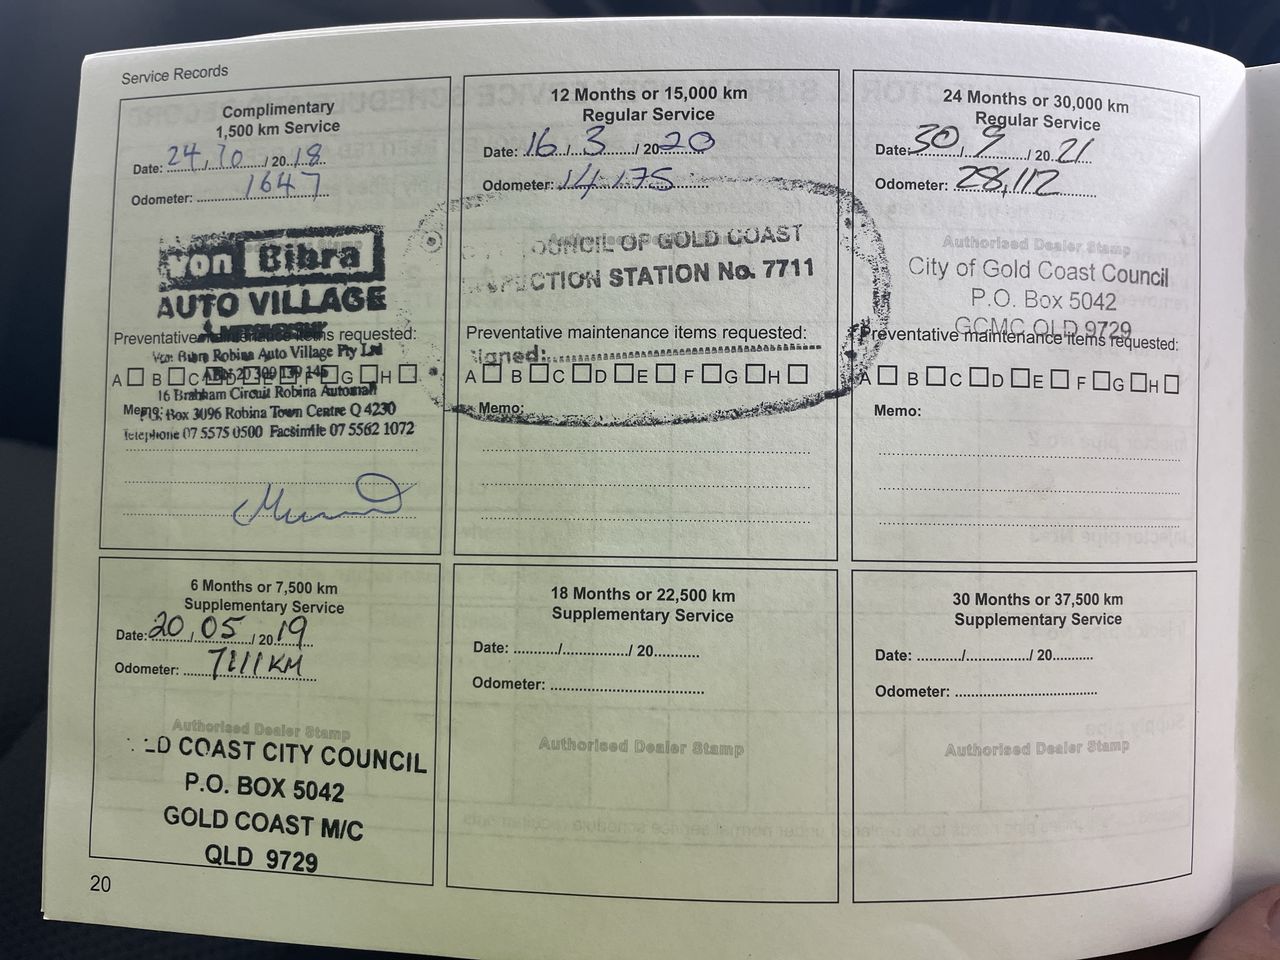 Service Records
Complimentary
1,500 km Service
Date: 24, 10 / 20 18
Odometer: 1647
von Bibra
AUTO VILLAGE
Preventative maintenance items requested:
Von Bibra Robina Auto Village Pty Ltd
A B C G H
16 Brabham Circuit Robina Automall
P.O. Box 3096 Robina Town Centre Q 4230
Telephone 07 5575 0500 Facsimile 07 5562 1072
12 Months or 15,000 km
Regular Service
Date: 16 / 3 / 20 20
Odometer: 14,175
OUNCIL OF GOLD COAST
CTION STATION No. 7711
Preventative maintenance items requested:
signed:
A B C D E F G H
Memo:
24 Months or 30,000 km
Regular Service
Date: 30 / 9 / 20 21
Odometer: 28,112
Authorised Dealer Stamp
City of Gold Coast Council
P.O. Box 5042
GCMC QLD 9729
Preventative maintenance items requested:
A B C D E F G H
Memo:
6 Months or 7,500 km
Supplementary Service
Date: 20 / 05 / 20 19
Odometer: 7111 KM
Authorised Dealer Stamp
LD COAST CITY COUNCIL
P.O. BOX 5042
GOLD COAST M/C
QLD 9729
18 Months or 22,500 km
Supplementary Service
Date: ........../............../ 20..........
Odometer: ..................................
Authorised Dealer Stamp
30 Months or 37,500 km
Supplementary Service
Date: ........../............../ 20..........
Odometer: ..................................
Authorised Dealer Stamp
20